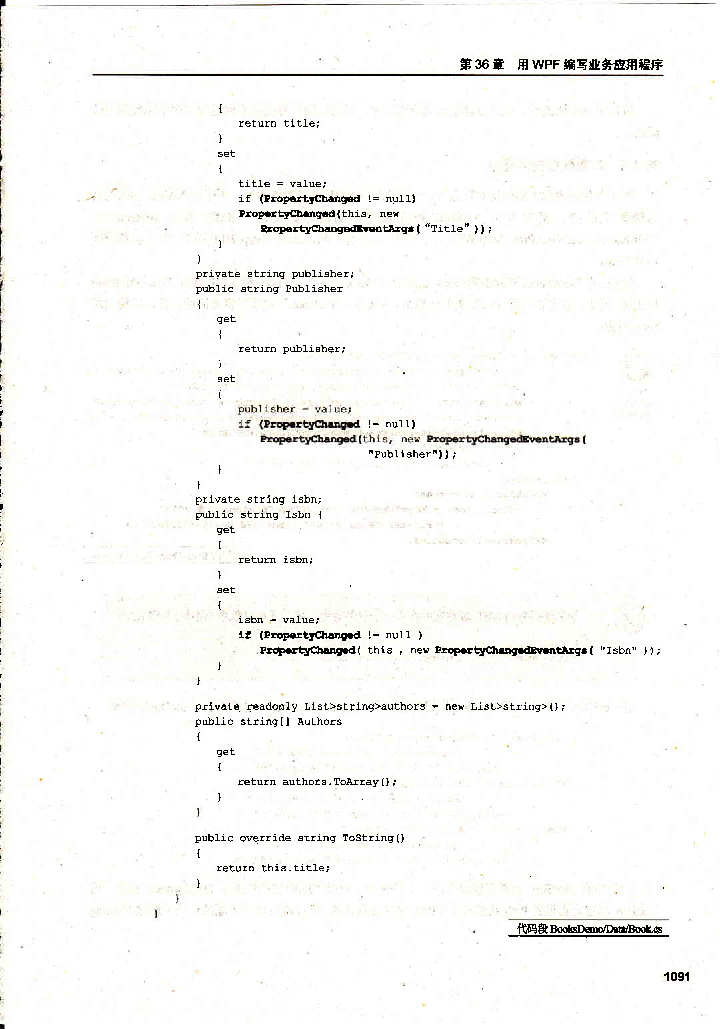 第 36 章 用 WPF 编写业务应用程序
{
return title;
}
set
{
title = value;
if (PropertyChanged != null)
PropertyChanged(this, new
PropertyChangedEventArgs( "Title" ));
}
}
private string publisher;
public string Publisher
{
get
{
return publisher;
}
set
{
publisher = value;
if (PropertyChanged != null)
PropertyChanged(this, new PropertyChangedEventArgs(
"Publisher"));
}
}
private string isbn;
public string Isbn {
get
{
return isbn;
}
set
{
isbn = value;
if (PropertyChanged != null )
PropertyChanged( this , new PropertyChangedEventArgs( "Isbn" ));
}
}
private readonly List>string>authors = new List>string>();
public string[] Authors
{
get
{
return authors.ToArray();
}
}
public override string ToString()
{
return this.title;
}
}
}
代码段 BooksDemo/Data/Book.cs
1091